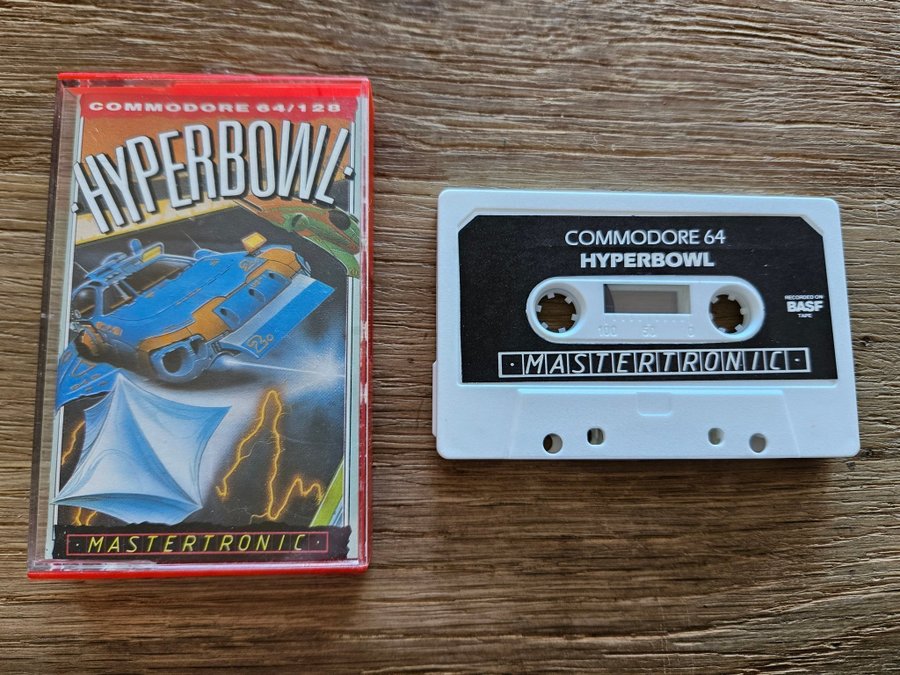 COMMODORE 64/128
·HYPERBOWL·
·MASTERTRONIC·
COMMODORE 64
HYPERBOWL
RECORDED ON
BASF
TAPE
100 50 0
·MASTERTRONIC·